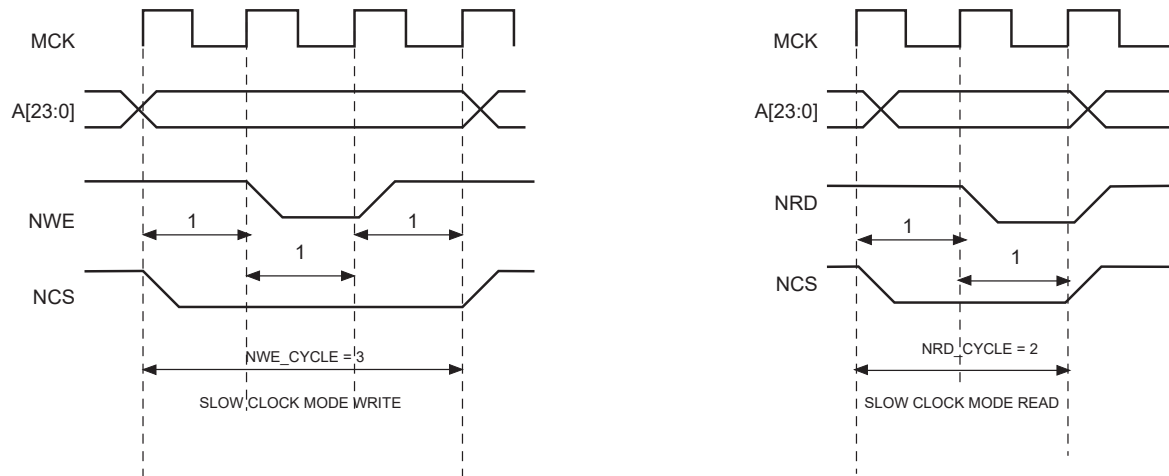 MCK
A[23:0]
NWE
1
1
1
NCS
NWE_CYCLE = 3
SLOW CLOCK MODE WRITE
MCK
A[23:0]
NRD
1
1
NCS
NRD_CYCLE = 2
SLOW CLOCK MODE READ